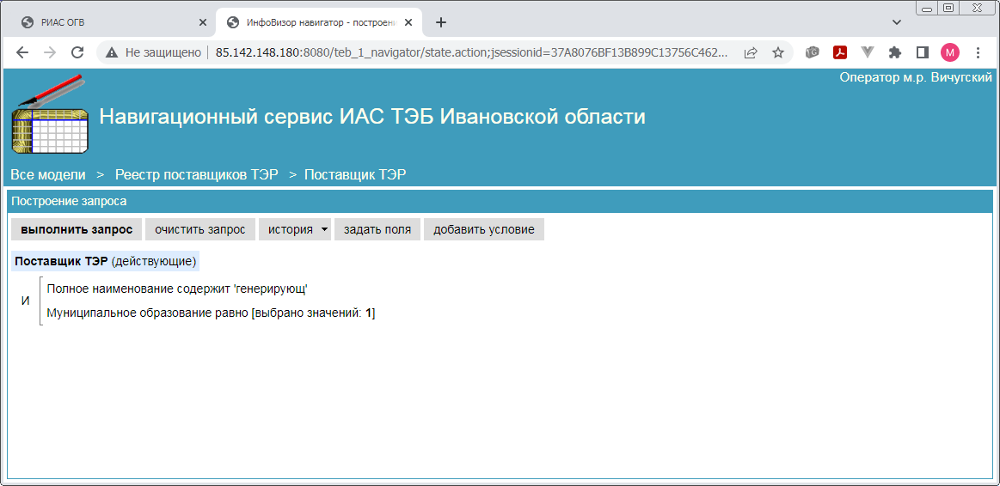 РИАС ОГВ
ИнфоВизор навигатор - построени
Не защищено
85.142.148.180:8080/teb_1_navigator/state.action;jsessionid=37A8076BF13B899C13756C462...
M
Оператор м.р. Вичугский
Навигационный сервис ИАС ТЭБ Ивановской области
Все модели > Реестр поставщиков ТЭР > Поставщик ТЭР
Построение запроса
выполнить запрос очистить запрос история задать поля добавить условие
Поставщик ТЭР (действующие)
Полное наименование содержит 'генерирующ'
И
Муниципальное образование равно [выбрано значений: 1]